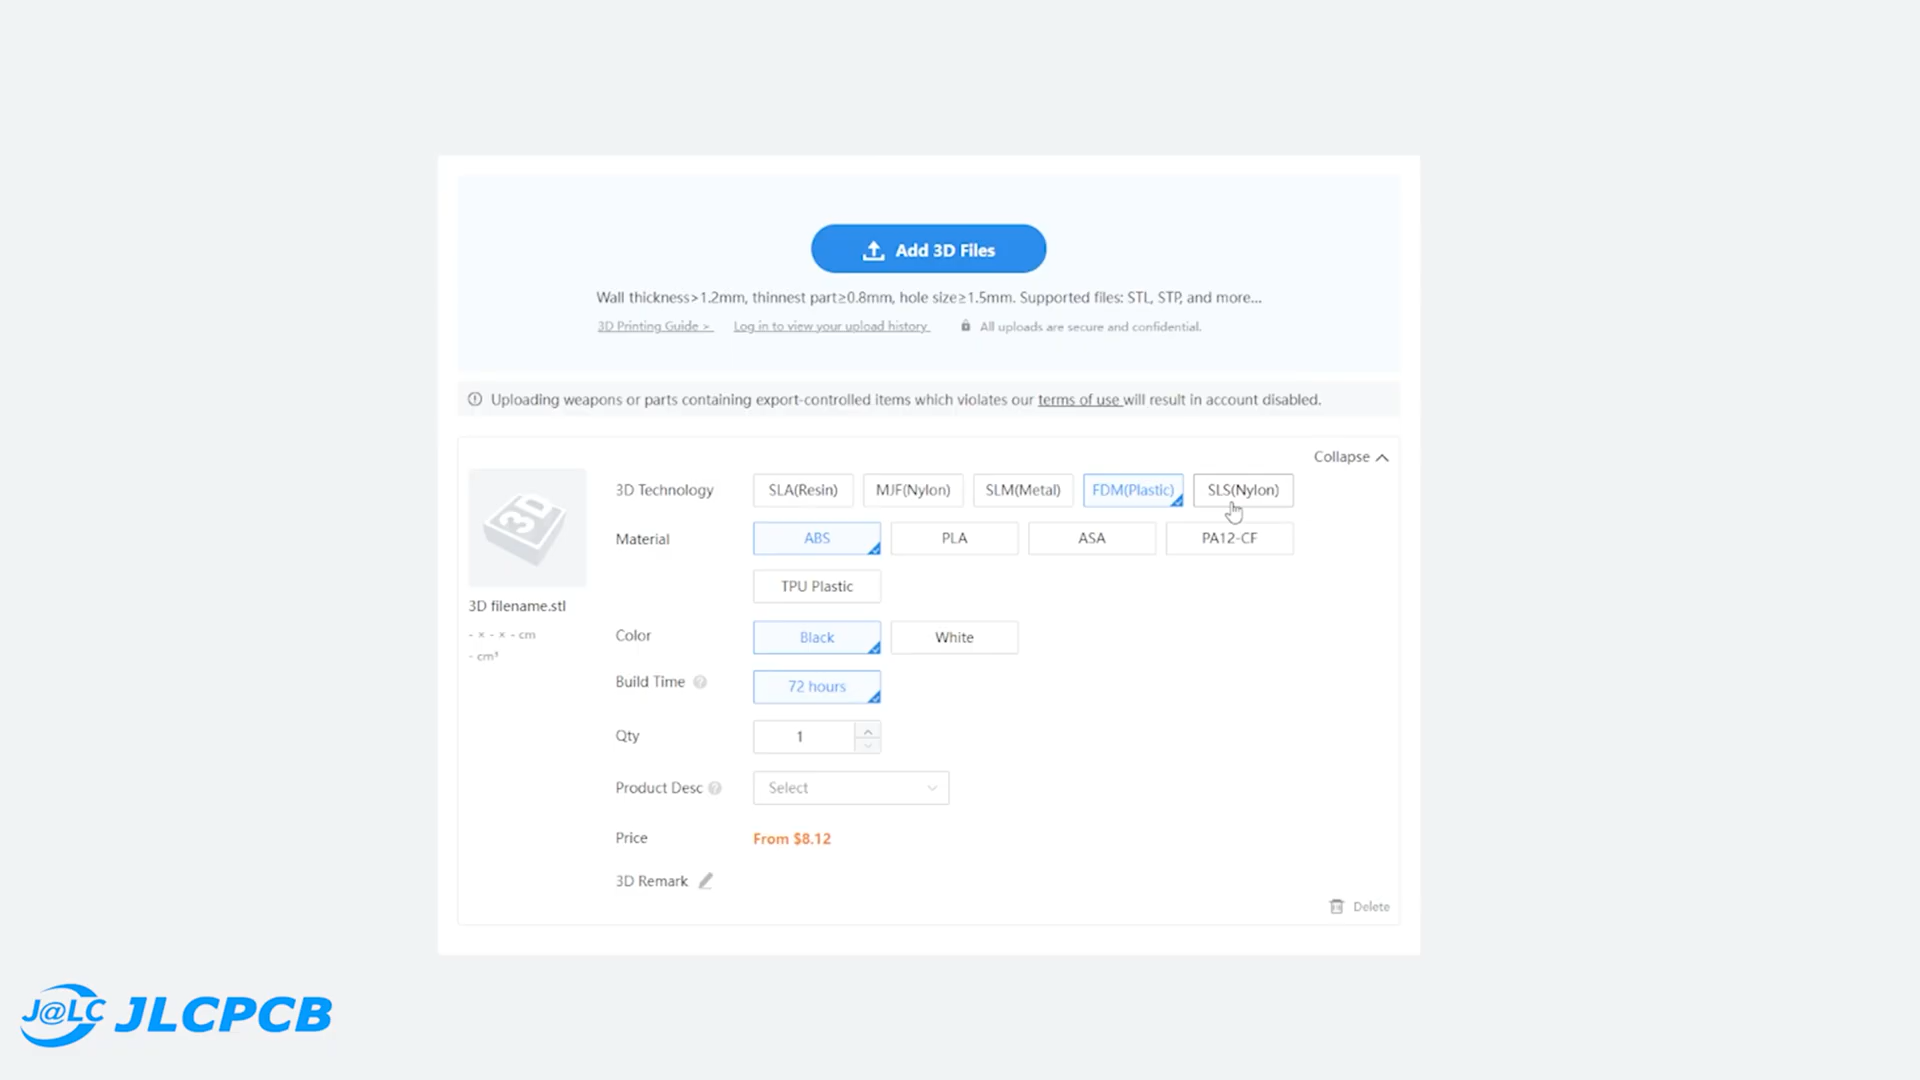 Add 3D Files
Wall thickness>1.2mm, thinnest part≥0.8mm, hole size≥1.5mm. Supported files: STL, STP, and more...
3D Printing Guide > Log in to view your upload history All uploads are secure and confidential.
Uploading weapons or parts containing export-controlled items which violates our terms of use will result in account disabled.
Collapse
3D
3D filename.stl
- × - × - cm
- cm³
3D Technology SLA(Resin) MJF(Nylon) SLM(Metal) FDM(Plastic) SLS(Nylon)
Material ABS PLA ASA PA12-CF
TPU Plastic
Color Black White
Build Time ? 72 hours
Qty 1
Product Desc ? Select
Price From $8.12
3D Remark
Delete
J@LC JLCPCB